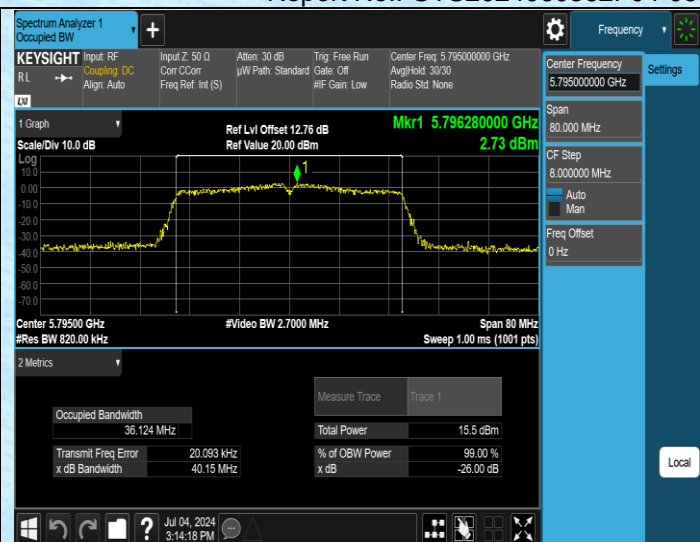 Spectrum Analyzer 1
Occupied BW
Frequency
KEYSIGHT
RL
LXI
Input: RF
Coupling: DC
Align: Auto
Input Z: 50 Ω
Corr CCorr
Freq Ref: Int (S)
Atten: 30 dB
µW Path: Standard
Trig: Free Run
Gate: Off
#IF Gain: Low
Center Freq: 5.795000000 GHz
Avg|Hold: 30/30
Radio Std: None
Center Frequency
5.795000000 GHz
Settings
Span
80.000 MHz
CF Step
8.000000 MHz
Auto
Man
Freq Offset
0 Hz
1 Graph
Scale/Div 10.0 dB
Ref Lvl Offset 12.76 dB
Ref Value 20.00 dBm
Mkr1 5.796280000 GHz
2.73 dBm
Log
10.0
0.00
-10.0
-20.0
-30.0
-40.0
-50.0
-60.0
-70.0
1
Center 5.79500 GHz
#Res BW 820.00 kHz
#Video BW 2.7000 MHz
Span 80 MHz
Sweep 1.00 ms (1001 pts)
2 Metrics
Measure Trace
Trace 1
Occupied Bandwidth
36.124 MHz
Total Power 15.5 dBm
Transmit Freq Error 20.093 kHz
% of OBW Power 99.00 %
x dB Bandwidth 40.15 MHz
x dB -26.00 dB
Local
Jul 04, 2024
3:14:18 PM